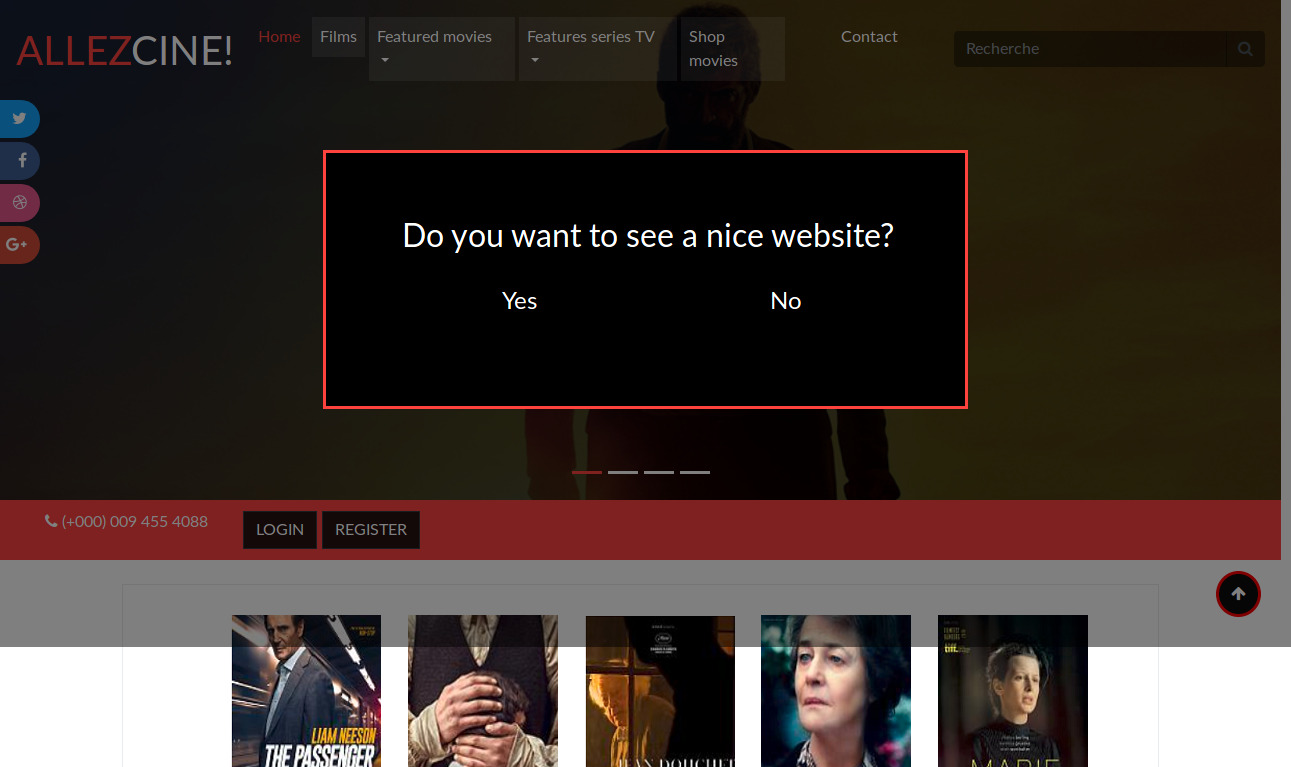 ALLEZCINE!
Home
Films
Featured movies
Features series TV
Shop
movies
Contact
Recherche
Do you want to see a nice website?
Yes
No
(+000) 009 455 4088
LOGIN
REGISTER
LIAM NEESON
THE PASSENGER
JEAN DOUCHET
MARIE